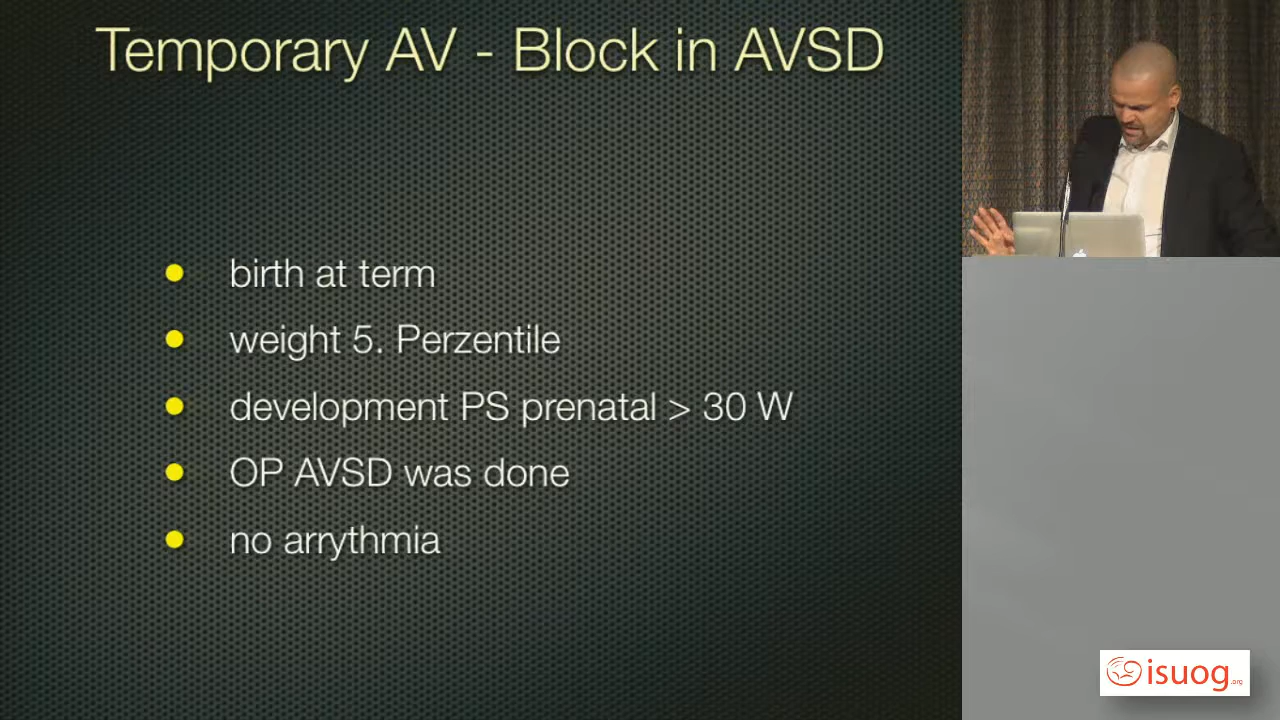 Temporary AV - Block in AVSD
birth at term
weight 5. Perzentile
development PS prenatal > 30 W
OP AVSD was done
no arrythmia
isuog.org